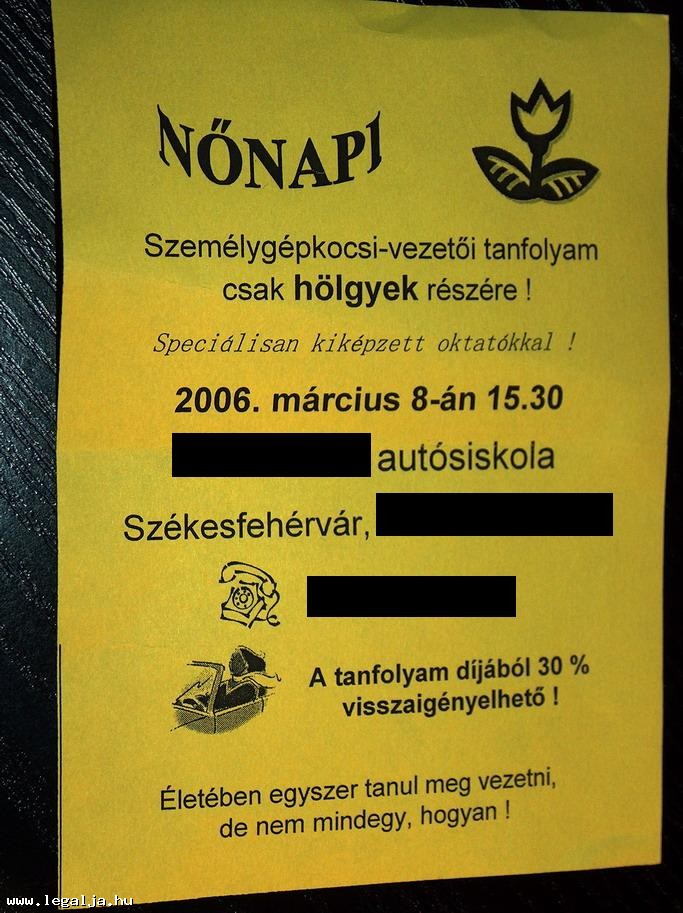 NŐNAPI
Személygépkocsi-vezetői tanfolyam
csak hölgyek részére !
Speciálisan kiképzett oktatókkal !
2006. március 8-án 15.30
autósiskola
Székesfehérvár,
A tanfolyam díjából 30 %
visszaigényelhető !
Életében egyszer tanul meg vezetni,
de nem mindegy, hogyan !
www.legalja.hu